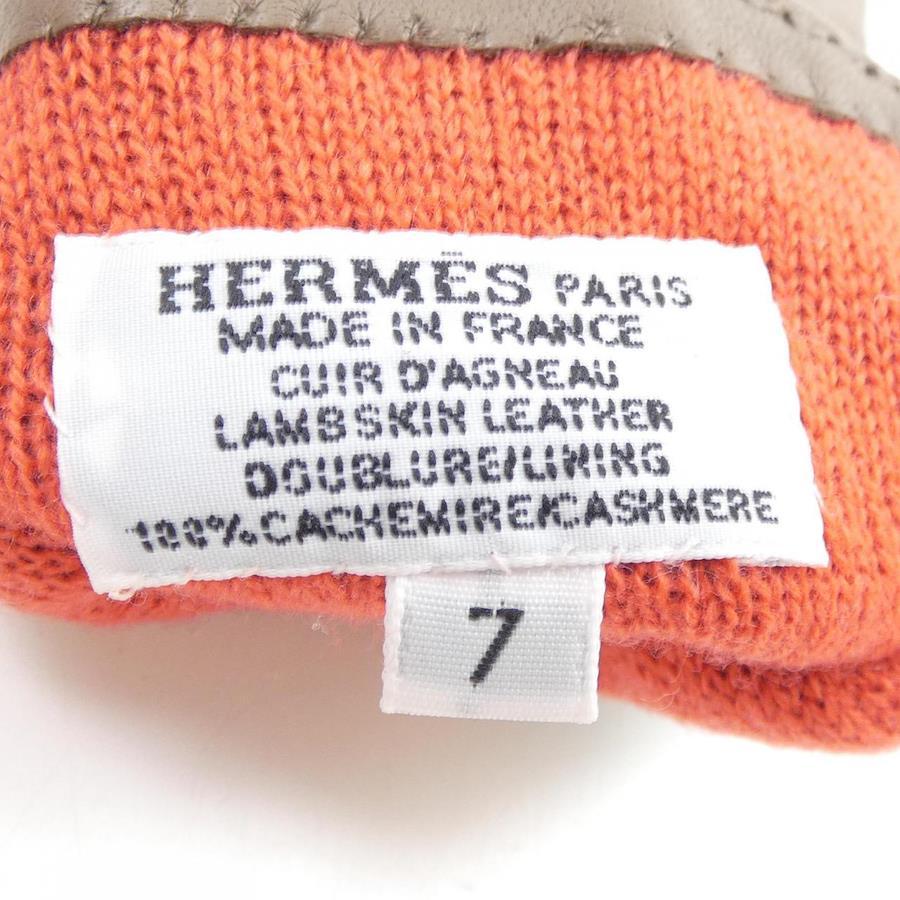 HERMÈS PARIS
MADE IN FRANCE
CUIR D'AGNEAU
LAMBSKIN LEATHER
DOUBLURE/LINING
100%CACHEMIRE/CASHMERE
7